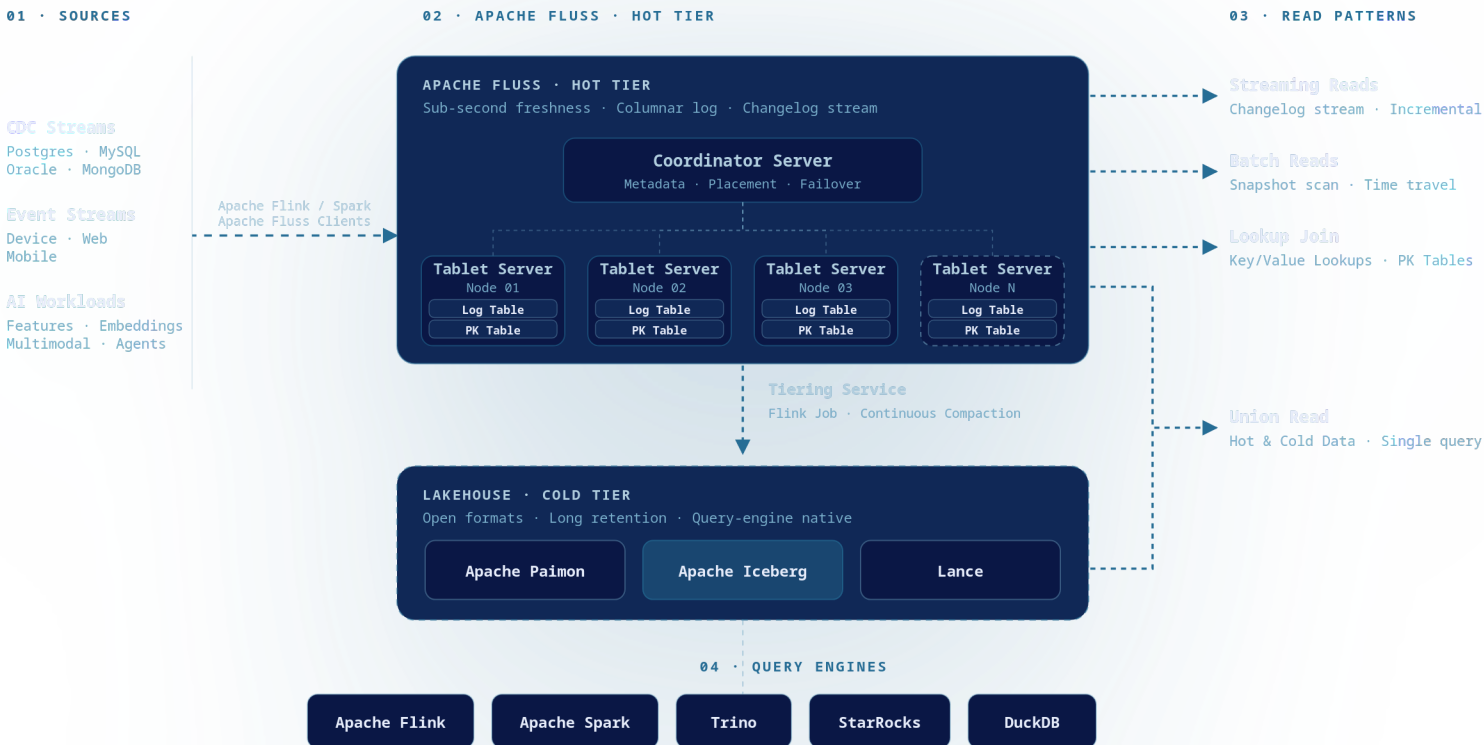 01 · SOURCES
02 · APACHE FLUSS · HOT TIER
03 · READ PATTERNS
CDC Streams
Postgres · MySQL
Oracle · MongoDB
Event Streams
Device · Web
Mobile
AI Workloads
Features · Embeddings
Multimodal · Agents
Apache Flink / Spark
Apache Fluss Clients
APACHE FLUSS · HOT TIER
Sub-second freshness · Columnar log · Changelog stream
Coordinator Server
Metadata · Placement · Failover
Tablet Server
Node 01
Log Table
PK Table
Tablet Server
Node 02
Log Table
PK Table
Tablet Server
Node 03
Log Table
PK Table
Tablet Server
Node N
Log Table
PK Table
Streaming Reads
Changelog stream · Incremental
Batch Reads
Snapshot scan · Time travel
Lookup Join
Key/Value Lookups · PK Tables
Union Read
Hot & Cold Data · Single query
Tiering Service
Flink Job · Continuous Compaction
LAKEHOUSE · COLD TIER
Open formats · Long retention · Query-engine native
Apache Paimon
Apache Iceberg
Lance
04 · QUERY ENGINES
Apache Flink
Apache Spark
Trino
StarRocks
DuckDB